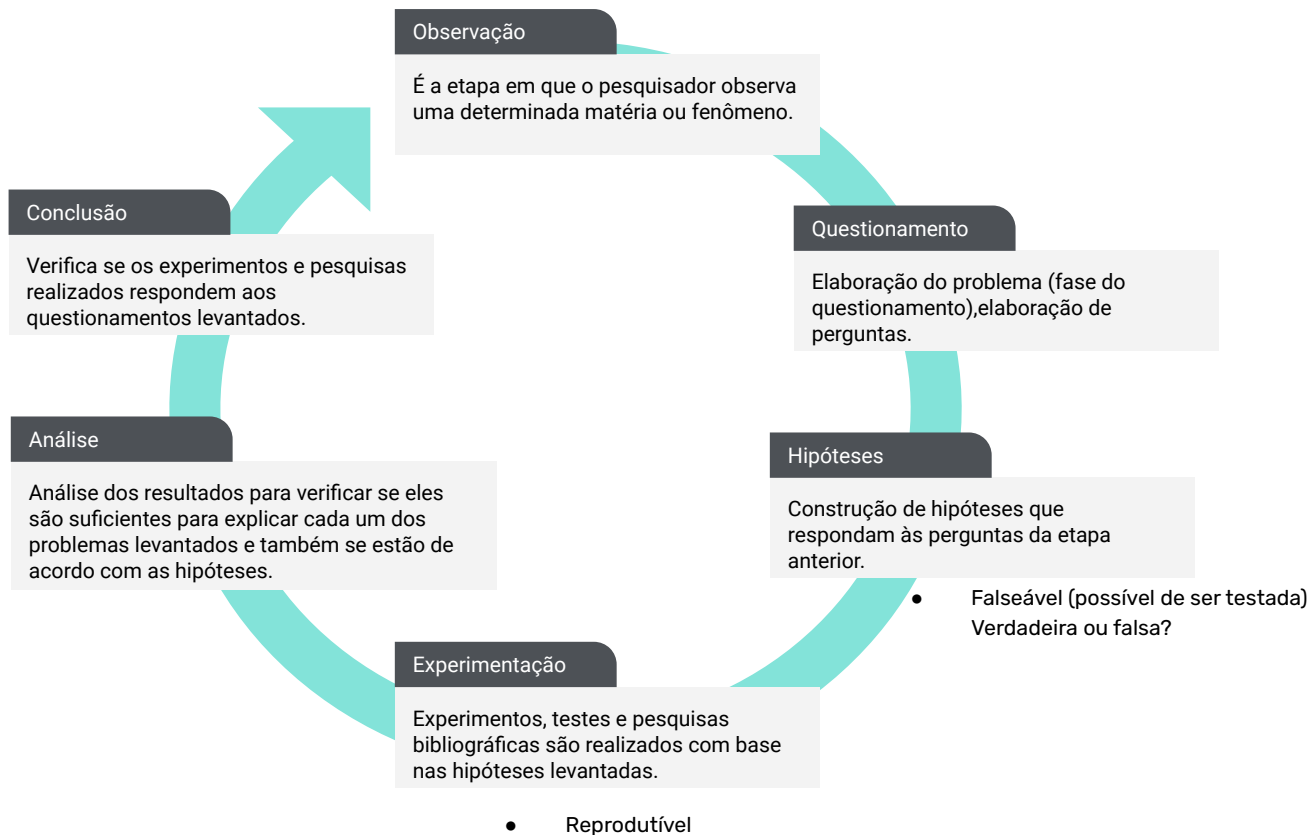 Observação
É a etapa em que o pesquisador observa
uma determinada matéria ou fenômeno.
Questionamento
Elaboração do problema (fase do
questionamento),elaboração de
perguntas.
Hipóteses
Construção de hipóteses que
respondam às perguntas da etapa
anterior.
● Falseável (possível de ser testada)
Verdadeira ou falsa?
Experimentação
Experimentos, testes e pesquisas
bibliográficas são realizados com base
nas hipóteses levantadas.
● Reprodutível
Análise
Análise dos resultados para verificar se eles
são suficientes para explicar cada um dos
problemas levantados e também se estão de
acordo com as hipóteses.
Conclusão
Verifica se os experimentos e pesquisas
realizados respondem aos
questionamentos levantados.